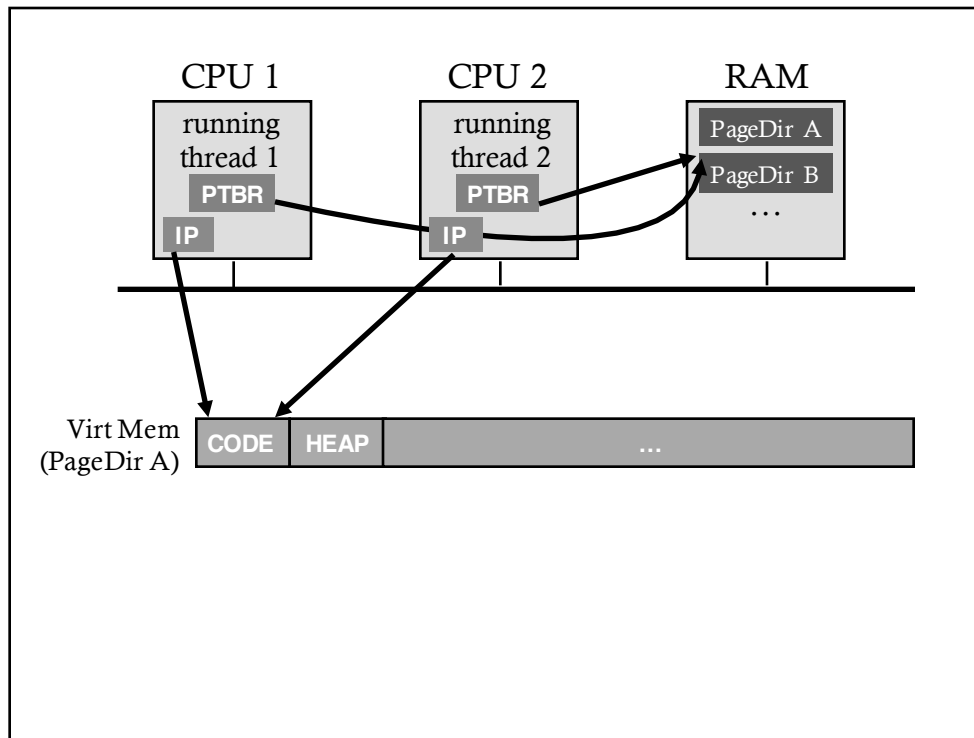 CPU 1
CPU 2
RAM
running
thread 1
PTBR
IP
running
thread 2
PTBR
IP
PageDir A
PageDir B
...
Virt Mem
(PageDir A)
CODE
HEAP
...